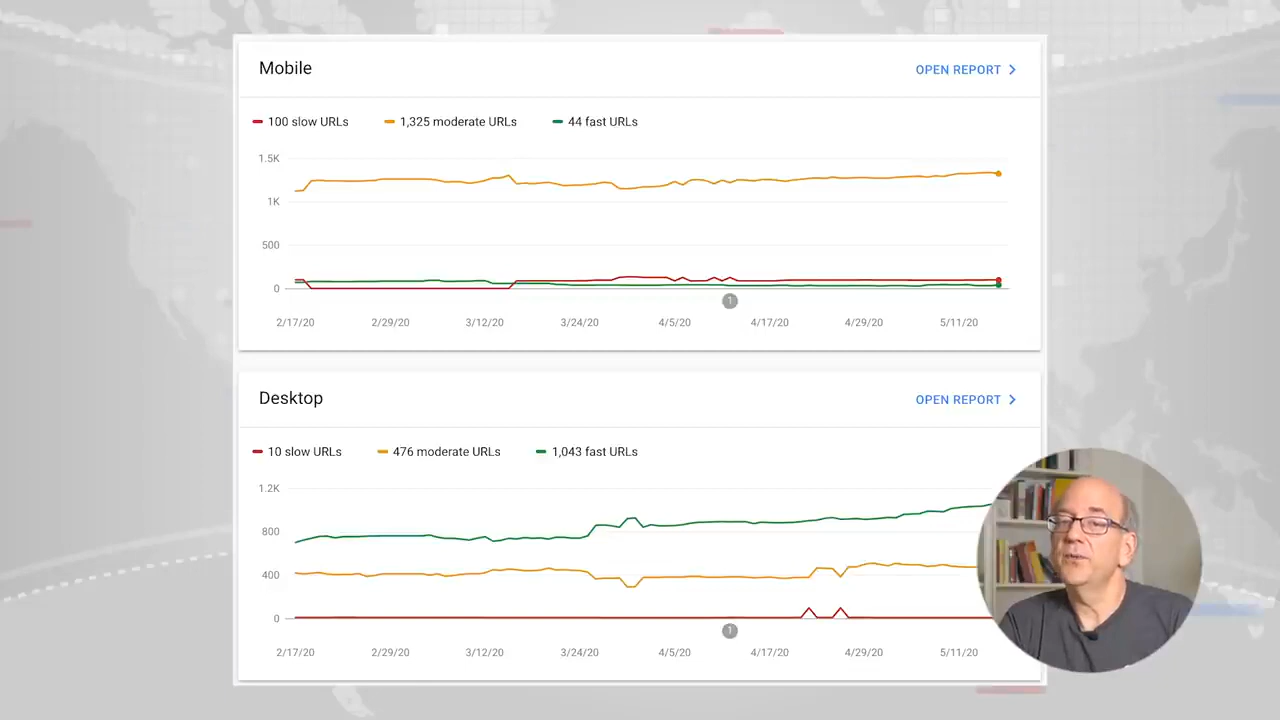 Mobile
OPEN REPORT
100 slow URLs 1,325 moderate URLs 44 fast URLs
1.5K
1K
500
0
1
2/17/20 2/29/20 3/12/20 3/24/20 4/5/20 4/17/20 4/29/20 5/11/20
Desktop
OPEN REPORT
10 slow URLs 476 moderate URLs 1,043 fast URLs
1.2K
800
400
0
1
2/17/20 2/29/20 3/12/20 3/24/20 4/5/20 4/17/20 4/29/20 5/11/20